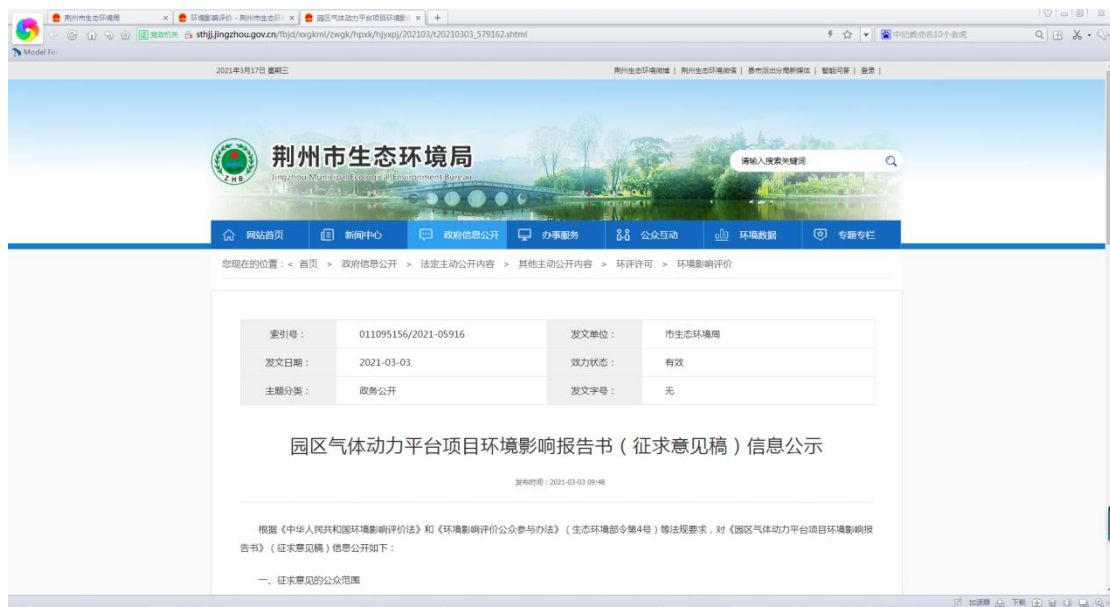 荆州市生态环境局
环境影响评价 - 荆州市生态环
园区气体动力平台项目环境影
党政机关 sthjj.jingzhou.gov.cn/fbjd/xxgkml/zwgk/hpxk/hjyxpj/202103/t20210303_579162.shtml
Model For
2021年3月17日 星期三
荆州生态环境微博 | 荆州生态环境微信 | 县市派出分局新媒体 | 智能问答 | 登录 |
荆州市生态环境局
Jingzhou Municipal Ecological Environment Bureau
ZHB
请输入搜索关键词
网站首页 新闻中心 政府信息公开 办事服务 公众互动 环境数据 专题专栏
您现在的位置：< 首页 > 政府信息公开 > 法定主动公开内容 > 其他主动公开内容 > 环评许可 > 环境影响评价
索引号： 011095156/2021-05916 发文单位： 市生态环境局
发文日期： 2021-03-03 效力状态： 有效
主题分类： 政务公开 发文字号： 无
园区气体动力平台项目环境影响报告书（征求意见稿）信息公示
发布时间：2021-03-03 09:48
根据《中华人民共和国环境影响评价法》和《环境影响评价公众参与办法》（生态环境部令第4号）等法规要求，对《园区气体动力平台项目环境影响报
告书》（征求意见稿）信息公开如下：
一、征求意见的公众范围
加速器 下载